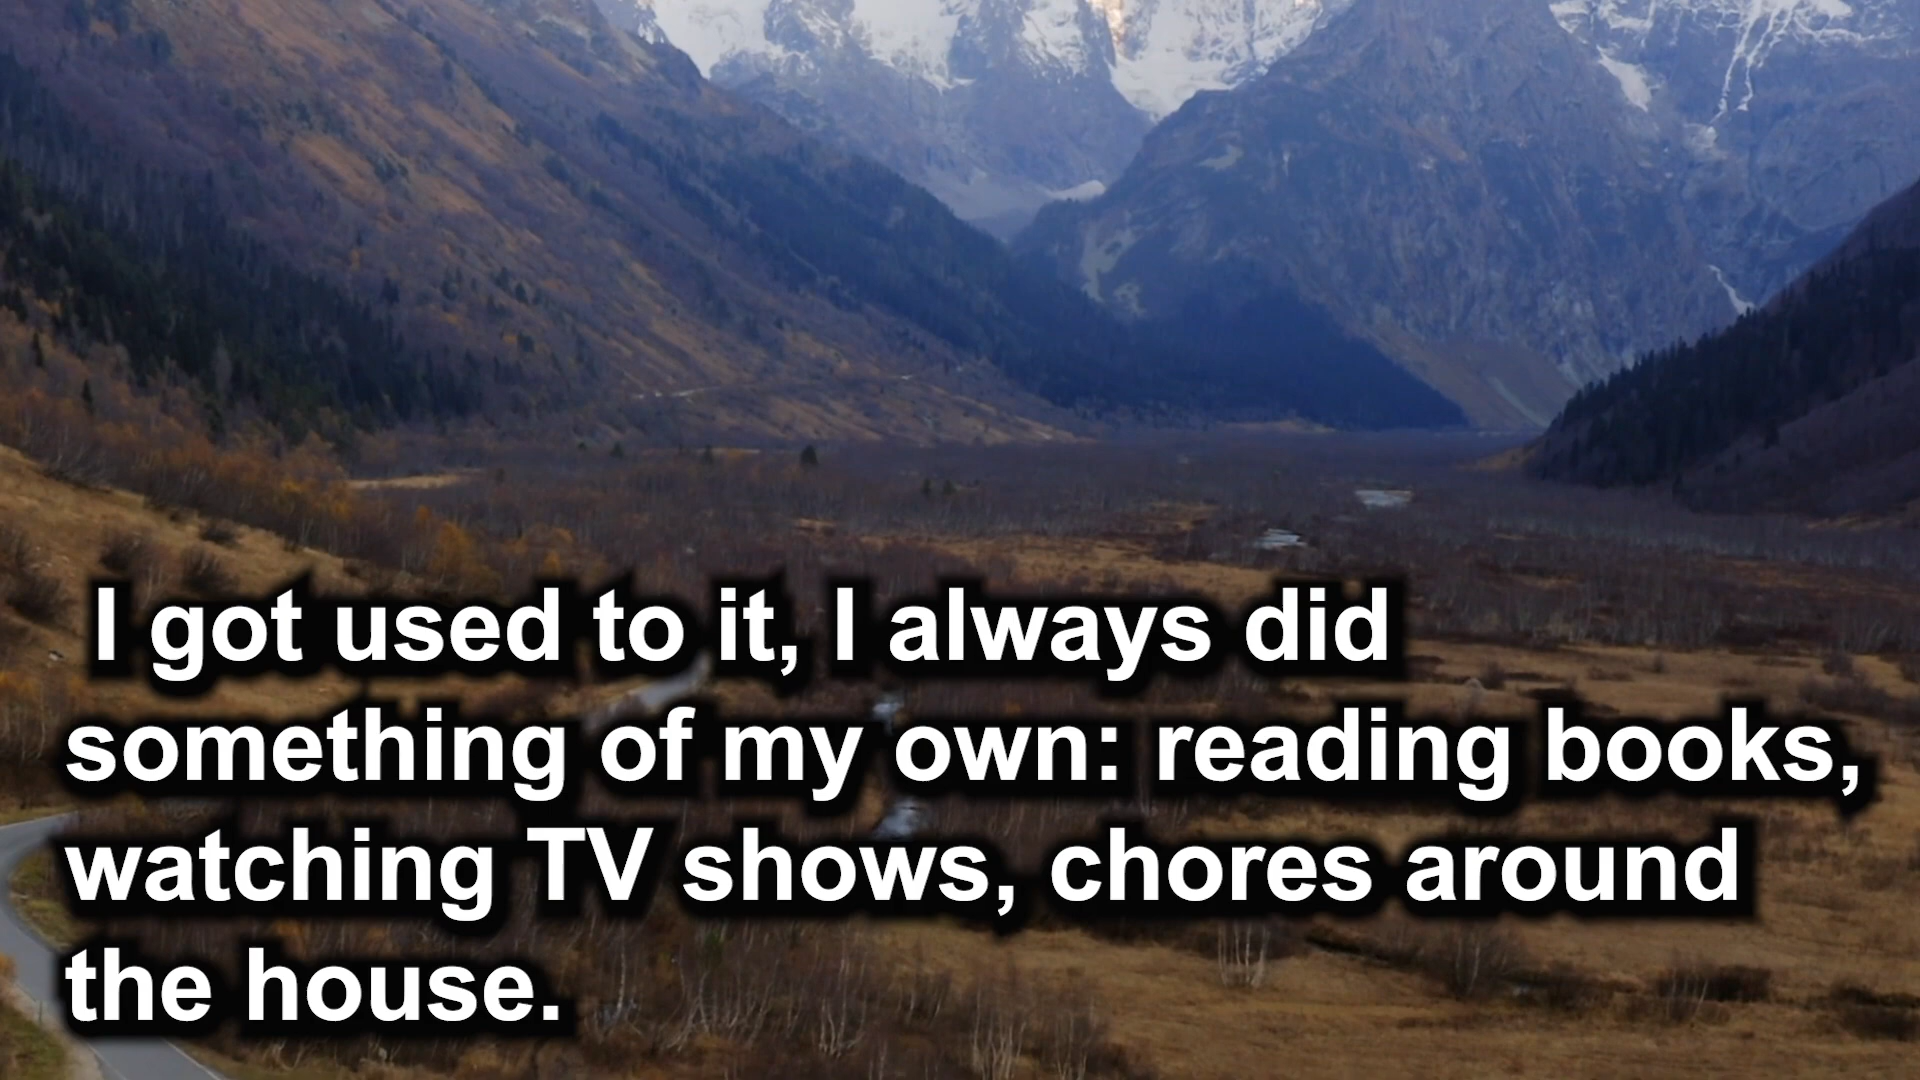 I got used to it, I always did
something of my own: reading books,
watching TV shows, chores around
the house.